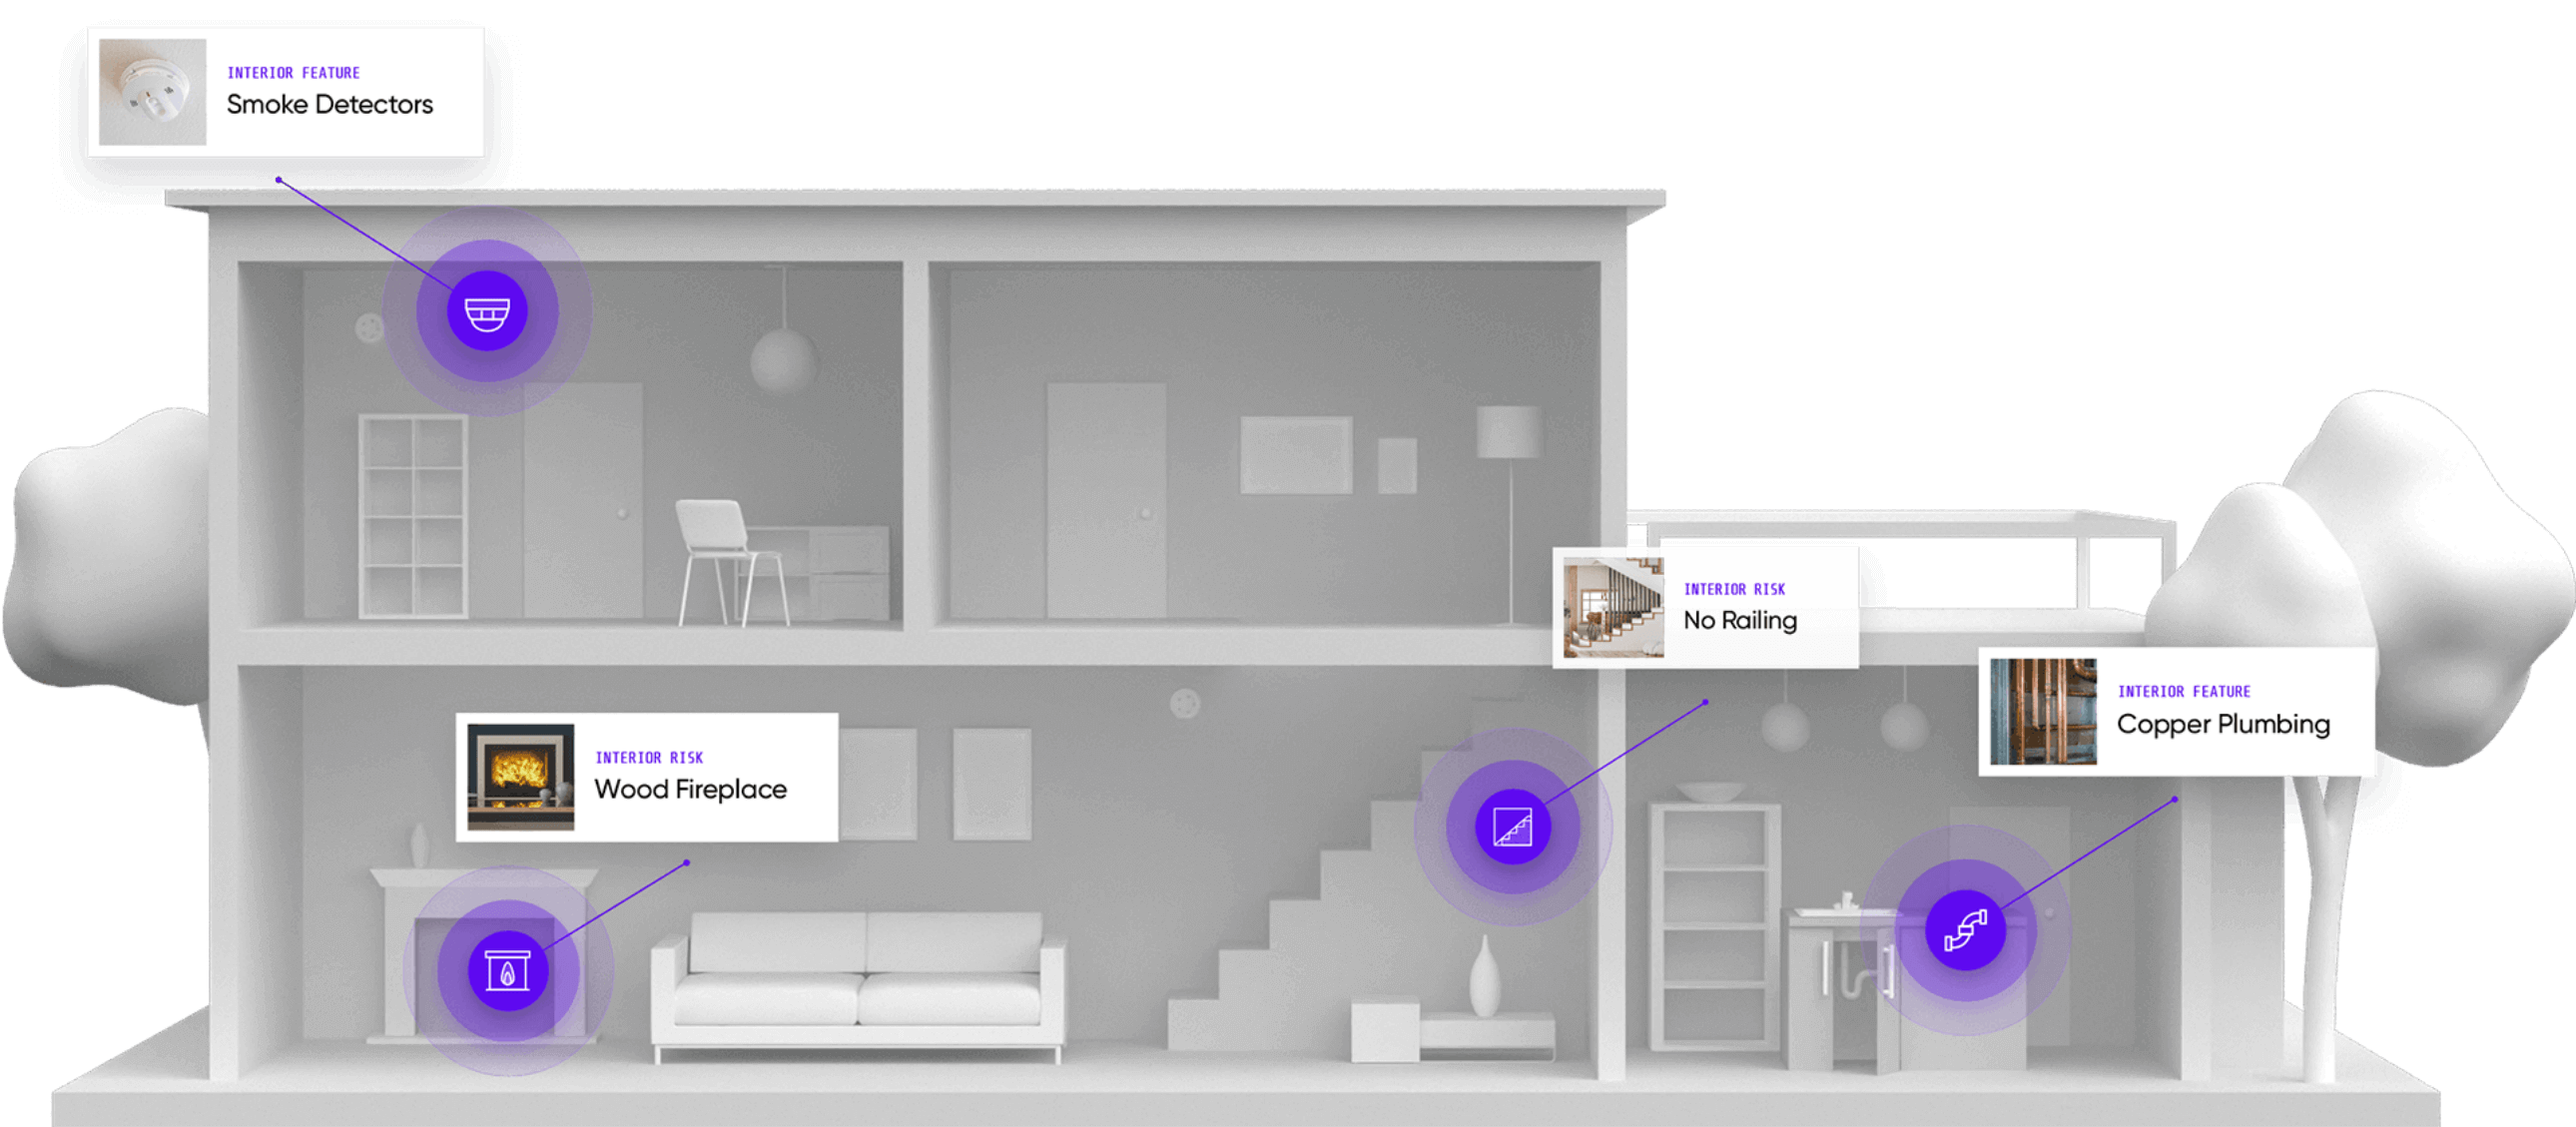 INTERIOR FEATURE
Smoke Detectors
INTERIOR RISK
No Railing
INTERIOR FEATURE
Copper Plumbing
INTERIOR RISK
Wood Fireplace